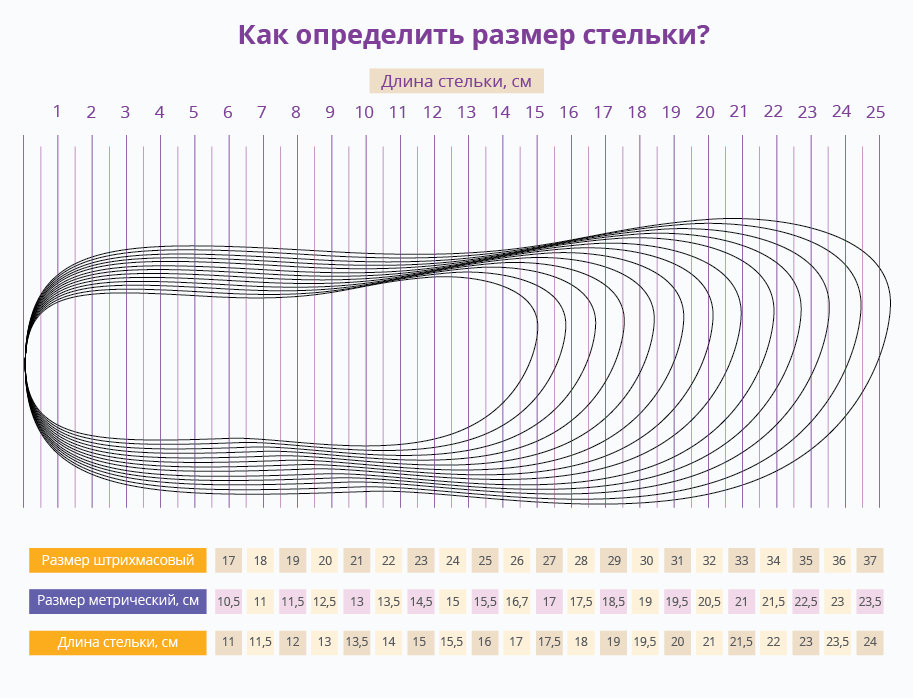 Как определить размер стельки?
Длина стельки, см
1 2 3 4 5 6 7 8 9 10 11 12 13 14 15 16 17 18 19 20 21 22 23 24 25
Размер штрихмасовый 17 18 19 20 21 22 23 24 25 26 27 28 29 30 31 32 33 34 35 36 37
Размер метрический, см 10,5 11 11,5 12,5 13 13,5 14,5 15 15,5 16,7 17 17,5 18,5 19 19,5 20,5 21 21,5 22,5 23 23,5
Длина стельки, см 11 11,5 12 13 13,5 14 15 15,5 16 17 17,5 18 19 19,5 20 21 21,5 22 23 23,5 24